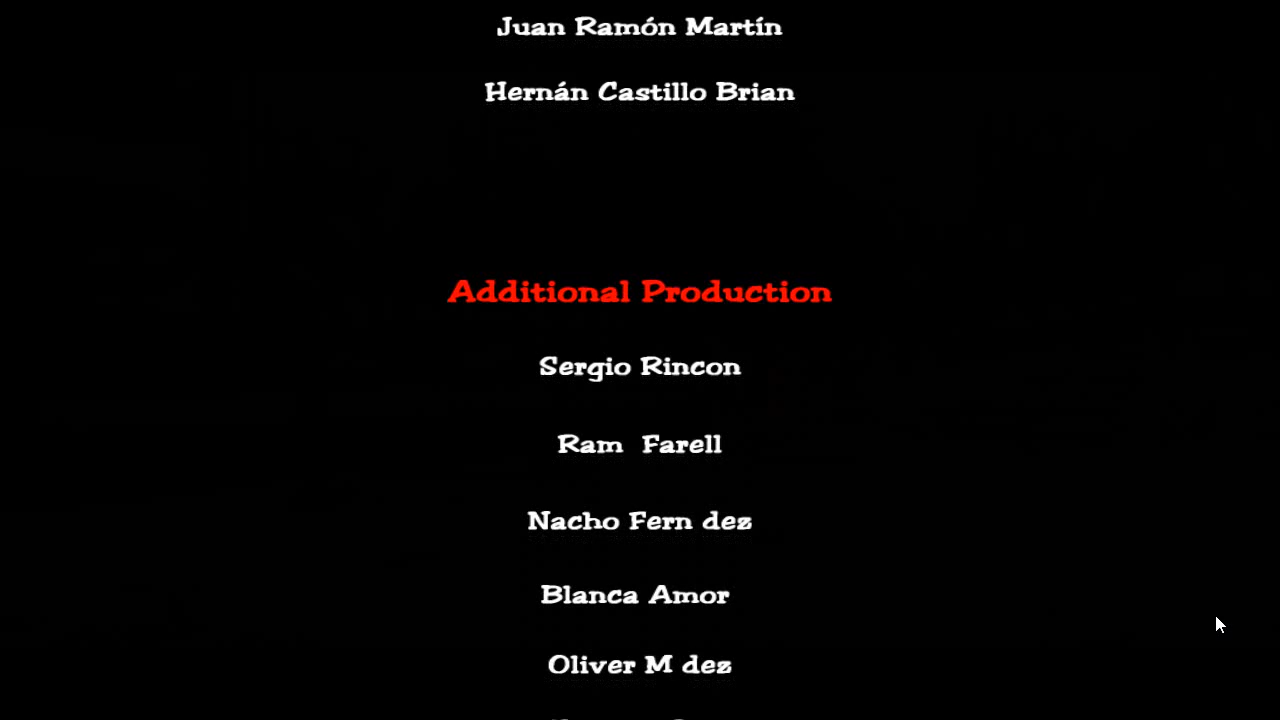 Juan Ramón Martín
Hernán Castillo Brian
Additional Production
Sergio Rincon
Ram  Farell
Nacho Fern dez
Blanca Amor
Oliver M dez